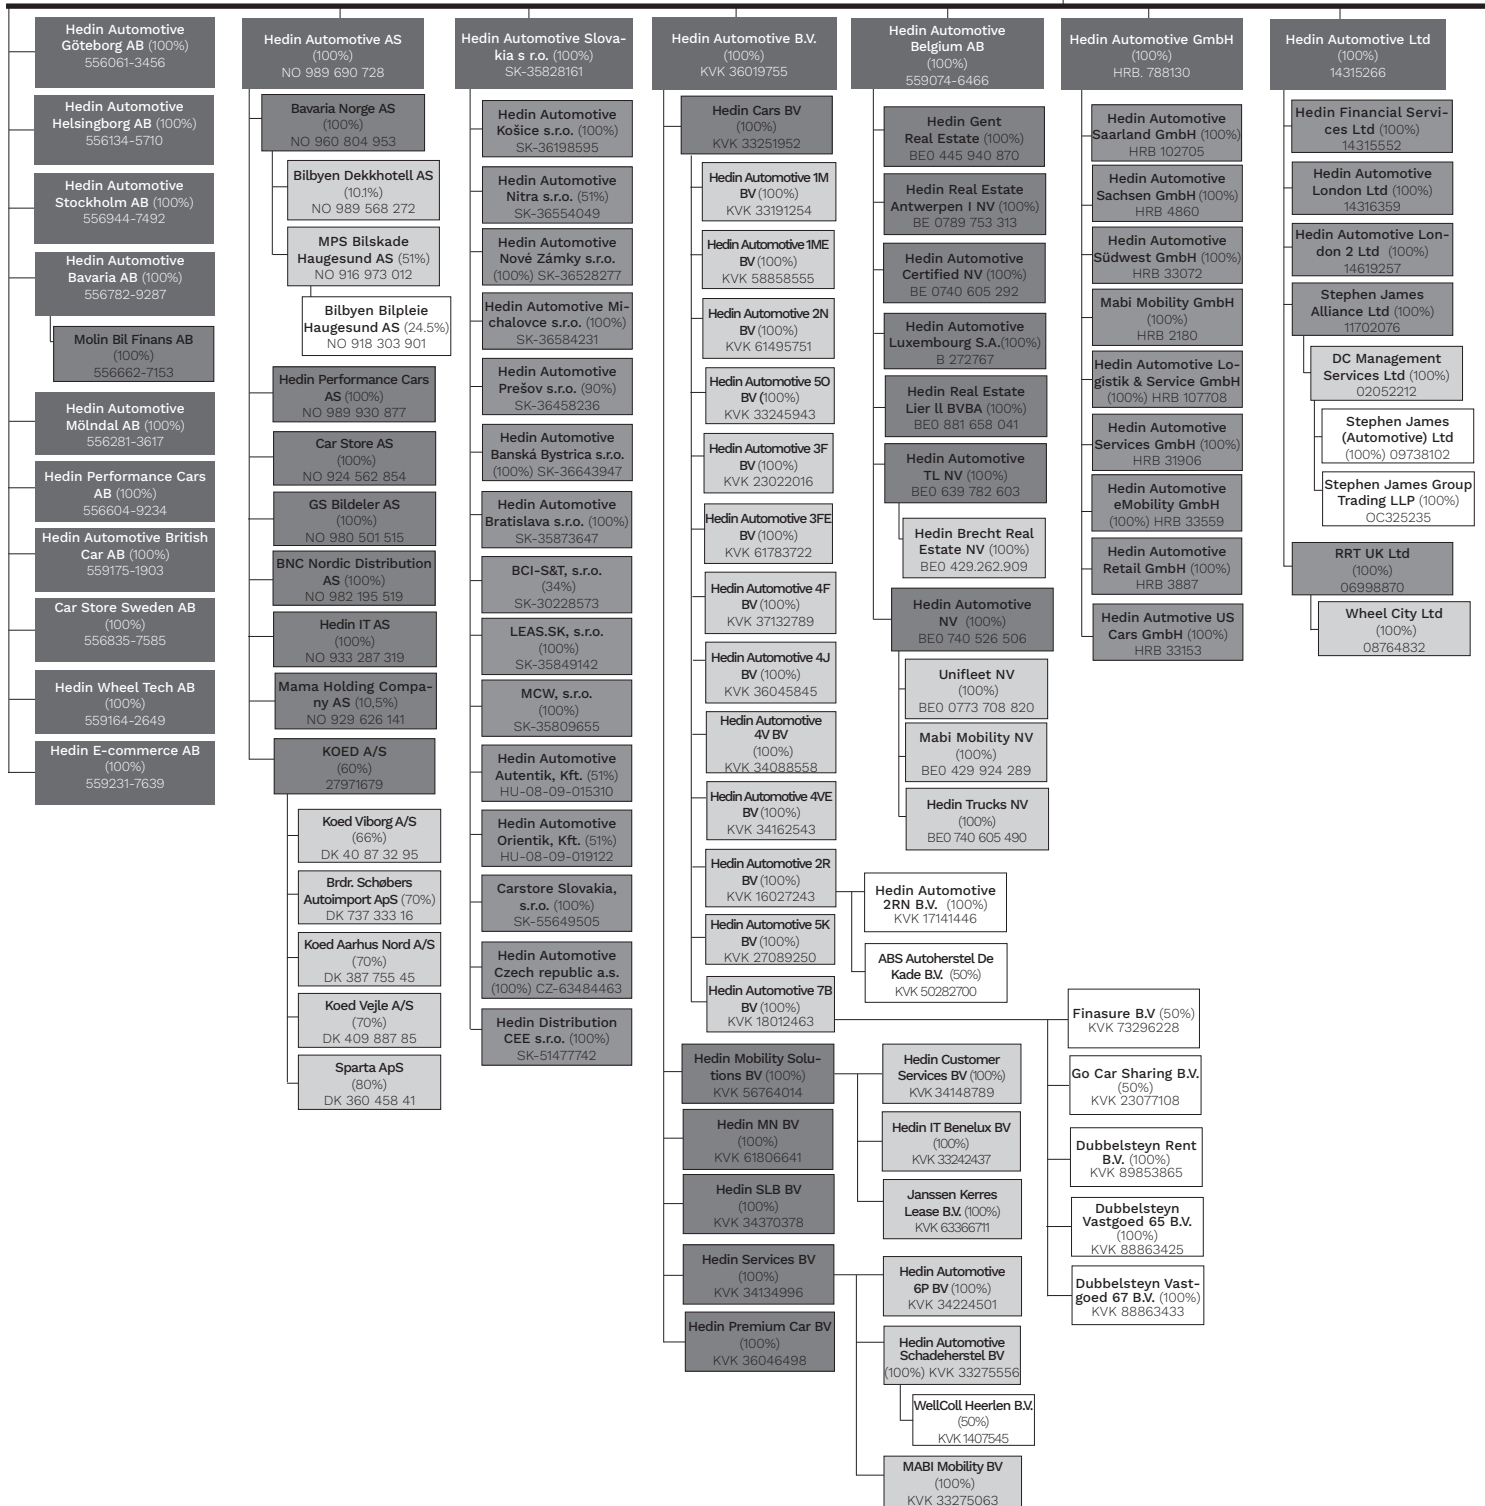 Hedin Automotive
Göteborg AB (100%)
556061-3456
Hedin Automotive
Helsingborg AB (100%)
556134-5710
Hedin Automotive
Stockholm AB (100%)
556944-7492
Hedin Automotive
Bavaria AB (100%)
556782-9287
Molin Bil Finans AB
(100%)
556662-7153
Hedin Automotive
Mölndal AB (100%)
556281-3617
Hedin Performance Cars
AB (100%)
556604-9234
Hedin Automotive British
Car AB (100%)
559175-1903
Car Store Sweden AB
(100%)
556835-7585
Hedin Wheel Tech AB
(100%)
559164-2649
Hedin E-commerce AB
(100%)
559231-7639
Hedin Automotive AS
(100%)
NO 989 690 728
Bavaria Norge AS
(100%)
NO 960 804 953
Bilbyen Dekkhotell AS
(10.1%)
NO 989 568 272
MPS Bilskade
Haugesund AS (51%)
NO 916 973 012
Bilbyen Bilpleie
Haugesund AS (24.5%)
NO 918 303 901
Hedin Performance Cars
AS (100%)
NO 989 930 877
Car Store AS
(100%)
NO 924 562 854
GS Bildeler AS
(100%)
NO 980 501 515
BNC Nordic Distribution
AS (100%)
NO 982 195 519
Hedin IT AS
(100%)
NO 933 287 319
Mama Holding Compa-
ny AS (10,5%)
NO 929 626 141
KOED A/S
(60%)
27971679
Koed Viborg A/S
(66%)
DK 40 87 32 95
Brdr. Schøbers
Autoimport ApS (70%)
DK 737 333 16
Koed Aarhus Nord A/S
(70%)
DK 387 755 45
Koed Vejle A/S
(70%)
DK 409 887 85
Sparta ApS
(80%)
DK 360 458 41
Hedin Automotive Slova-
kia s r.o. (100%)
SK-35828161
Hedin Automotive
Košice s.r.o. (100%)
SK-36198595
Hedin Automotive
Nitra s.r.o. (51%)
SK-36554049
Hedin Automotive
Nové Zámky s.r.o.
(100%) SK-36528277
Hedin Automotive Mi-
chalovce s.r.o. (100%)
SK-36584231
Hedin Automotive
Prešov s.r.o. (90%)
SK-36458236
Hedin Automotive
Banská Bystrica s.r.o.
(100%) SK-36643947
Hedin Automotive
Bratislava s.r.o. (100%)
SK-35873647
BCI-S&T, s.r.o.
(34%)
SK-30228573
LEAS.SK, s.r.o.
(100%)
SK-35849142
MCW, s.r.o.
(100%)
SK-35809655
Hedin Automotive
Autentik, Kft. (51%)
HU-08-09-015310
Hedin Automotive
Orientik, Kft. (51%)
HU-08-09-019122
Carstore Slovakia,
s.r.o. (100%)
SK-55649505
Hedin Automotive
Czech republic a.s.
(100%) CZ-63484463
Hedin Distribution
CEE s.r.o. (100%)
SK-51477742
Hedin Automotive B.V.
(100%)
KVK 36019755
Hedin Cars BV
(100%)
KVK 33251952
Hedin Automotive 1M
BV (100%)
KVK 33191254
Hedin Automotive 1ME
BV (100%)
KVK 58858555
Hedin Automotive 2N
BV (100%)
KVK 61495751
Hedin Automotive 5O
BV (100%)
KVK 33245943
Hedin Automotive 3F
BV (100%)
KVK 23022016
Hedin Automotive 3FE
BV (100%)
KVK 61783722
Hedin Automotive 4F
BV (100%)
KVK 37132789
Hedin Automotive 4J
BV (100%)
KVK 36045845
Hedin Automotive
4V BV
(100%)
KVK 34088558
Hedin Automotive 4VE
BV (100%)
KVK 34162543
Hedin Automotive 2R
BV (100%)
KVK 16027243
Hedin Automotive
2RN B.V. (100%)
KVK 17141446
ABS Autoherstel De
Kade B.V. (50%)
KVK 50282700
Hedin Automotive 5K
BV (100%)
KVK 27089250
Hedin Automotive 7B
BV (100%)
KVK 18012463
Finasure B.V (50%)
KVK 73296228
Go Car Sharing B.V.
(50%)
KVK 23077108
Dubbelsteyn Rent
B.V. (100%)
KVK 89853865
Dubbelsteyn
Vastgoed 65 B.V.
(100%)
KVK 88863425
Dubbelsteyn Vast-
goed 67 B.V. (100%)
KVK 88863433
Hedin Mobility Solu-
tions BV (100%)
KVK 56764014
Hedin Customer
Services BV (100%)
KVK 34148789
Hedin IT Benelux BV
(100%)
KVK 33242437
Janssen Kerres
Lease B.V. (100%)
KVK 63366711
Hedin MN BV
(100%)
KVK 61806641
Hedin SLB BV
(100%)
KVK 34370378
Hedin Services BV
(100%)
KVK 34134996
Hedin Automotive
6P BV (100%)
KVK 34224501
Hedin Automotive
Schadeherstel BV
(100%) KVK 33275556
WellColl Heerlen B.V.
(50%)
KVK 1407545
MABI Mobility BV
(100%)
KVK 33275063
Hedin Premium Car BV
(100%)
KVK 36046498
Hedin Automotive
Belgium AB
(100%)
559074-6466
Hedin Gent
Real Estate (100%)
BE0 445 940 870
Hedin Real Estate
Antwerpen I NV (100%)
BE 0789 753 313
Hedin Automotive
Certified NV (100%)
BE 0740 605 292
Hedin Automotive
Luxembourg S.A.(100%)
B 272767
Hedin Real Estate
Lier ll BVBA (100%)
BE0 881 658 041
Hedin Automotive
TL NV (100%)
BE0 639 782 603
Hedin Brecht Real
Estate NV (100%)
BE0 429.262.909
Hedin Automotive
NV (100%)
BE0 740 526 506
Unifleet NV
(100%)
BE0 0773 708 820
Mabi Mobility NV
(100%)
BE0 429 924 289
Hedin Trucks NV
(100%)
BE0 740 605 490
Hedin Automotive GmbH
(100%)
HRB. 788130
Hedin Automotive
Saarland GmbH (100%)
HRB 102705
Hedin Automotive
Sachsen GmbH (100%)
HRB 4860
Hedin Automotive
Südwest GmbH (100%)
HRB 33072
Mabi Mobility GmbH
(100%)
HRB 2180
Hedin Automotive Lo-
gistik & Service GmbH
(100%) HRB 107708
Hedin Automotive
Services GmbH (100%)
HRB 31906
Hedin Automotive
eMobility GmbH
(100%) HRB 33559
Hedin Automotive
Retail GmbH (100%)
HRB 3887
Hedin Autmotive US
Cars GmbH (100%)
HRB 33153
Hedin Automotive Ltd
(100%)
14315266
Hedin Financial Servi-
ces Ltd (100%)
14315552
Hedin Automotive
London Ltd (100%)
14316359
Hedin Automotive Lon-
don 2 Ltd (100%)
14619257
Stephen James
Alliance Ltd (100%)
11702076
DC Management
Services Ltd (100%)
02052212
Stephen James
(Automotive) Ltd
(100%) 09738102
Stephen James Group
Trading LLP (100%)
OC325235
RRT UK Ltd
(100%)
06998870
Wheel City Ltd
(100%)
08764832